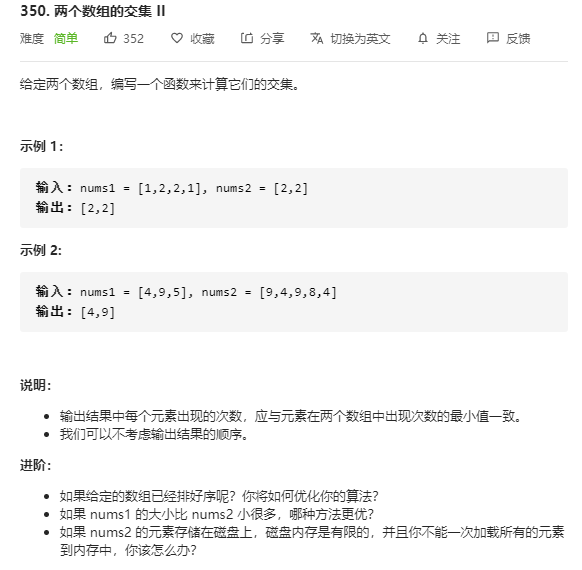 350. 两个数组的交集 II
难度 简单 352 收藏 分享 切换为英文 关注 反馈
给定两个数组，编写一个函数来计算它们的交集。
示例 1：
输入：nums1 = [1,2,2,1], nums2 = [2,2]
输出：[2,2]
示例 2:
输入：nums1 = [4,9,5], nums2 = [9,4,9,8,4]
输出：[4,9]
说明：
输出结果中每个元素出现的次数，应与元素在两个数组中出现次数的最小值一致。
我们可以不考虑输出结果的顺序。
进阶：
如果给定的数组已经排好序呢？你将如何优化你的算法？
如果 nums1 的大小比 nums2 小很多，哪种方法更优？
如果 nums2 的元素存储在磁盘上，磁盘内存是有限的，并且你不能一次加载所有的元素
到内存中，你该怎么办？